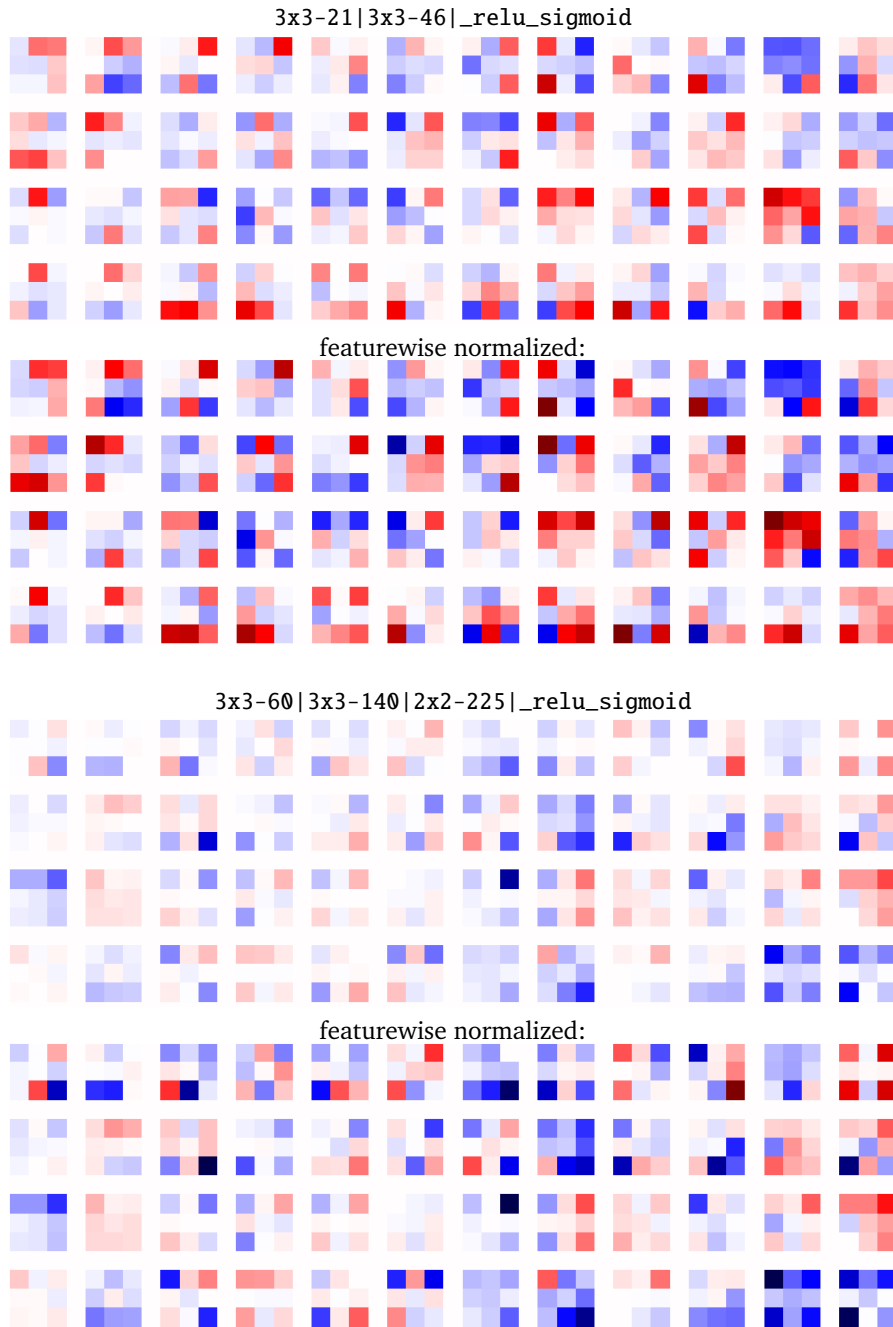 3x3-21|3x3-46|_relu_sigmoid
featurewise normalized:
3x3-60|3x3-140|2x2-225|_relu_sigmoid
featurewise normalized: